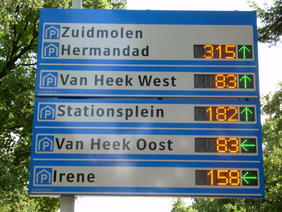 P Zuidmolen
P Hermandad 315 ↑
P Van Heek West 83 ↑
P Stationsplein 182 ↑
P Van Heek Oost 83 ←
P Irene 158 ←